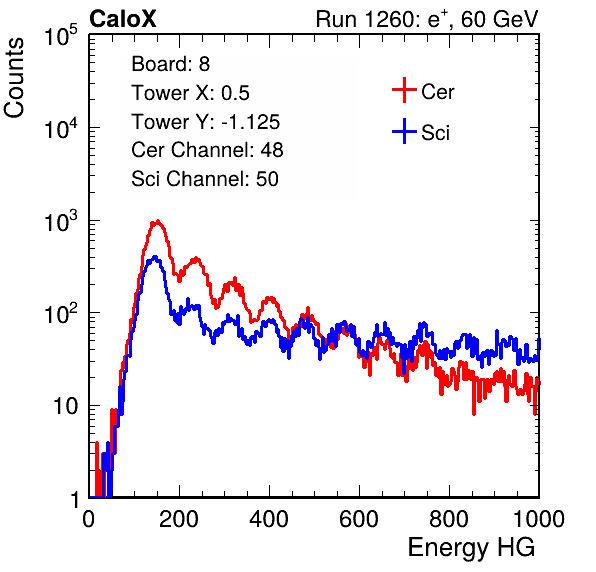 CaloX
Run 1260: e⁺, 60 GeV
Counts
10⁵
10⁴
10³
10²
10
1
Board: 8
Tower X: 0.5
Tower Y: -1.125
Cer Channel: 48
Sci Channel: 50
Cer
Sci
0 200 400 600 800 1000
Energy HG